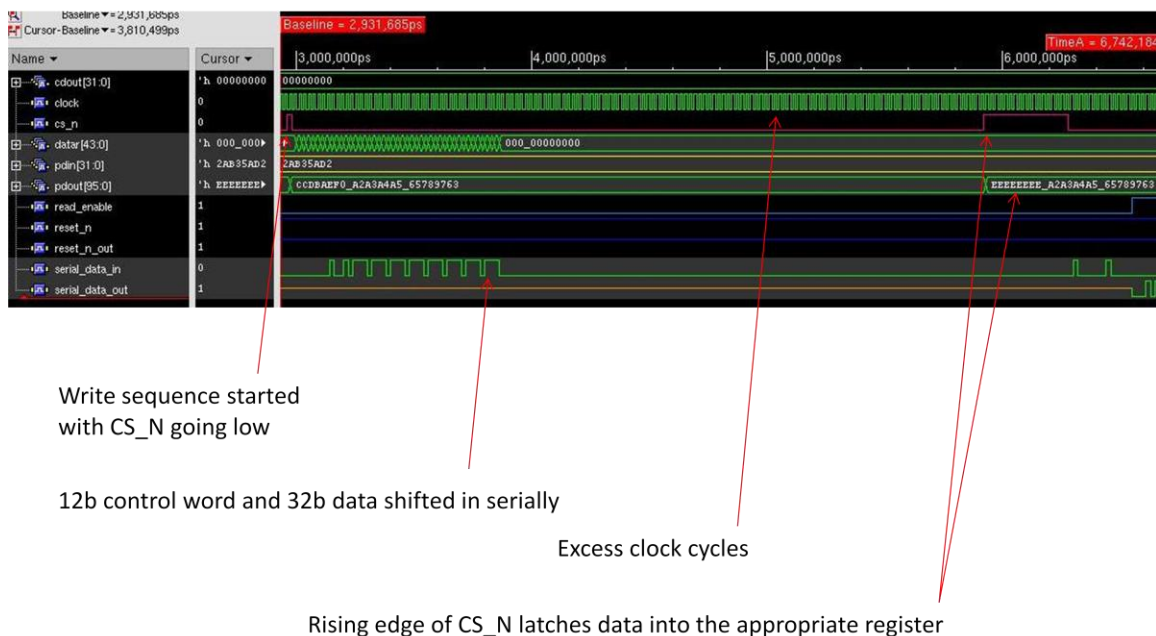 Baseline ▾= 2,931,685ps
Cursor-Baseline ▾= 3,810,499ps
Baseline = 2,931,685ps
TimeA = 6,742,184
Name ▾ Cursor ▾ 3,000,000ps 4,000,000ps 5,000,000ps 6,000,000ps
cdout[31:0] 'h 00000000 00000000
clock 0
cs_n 0
datar[43:0] 'h 000_000 000_00000000
pdin[31:0] 'h 2AB35AD2 2AB35AD2
pdout[95:0] 'h EEEEEEE CCDBAEF0_A2A3A4A5_65789763 EEEEEEEE_A2A3A4A5_65789763
read_enable 1
reset_n 1
reset_n_out 1
serial_data_in 0
serial_data_out 1
Write sequence started
with CS_N going low
12b control word and 32b data shifted in serially
Excess clock cycles
Rising edge of CS_N latches data into the appropriate register